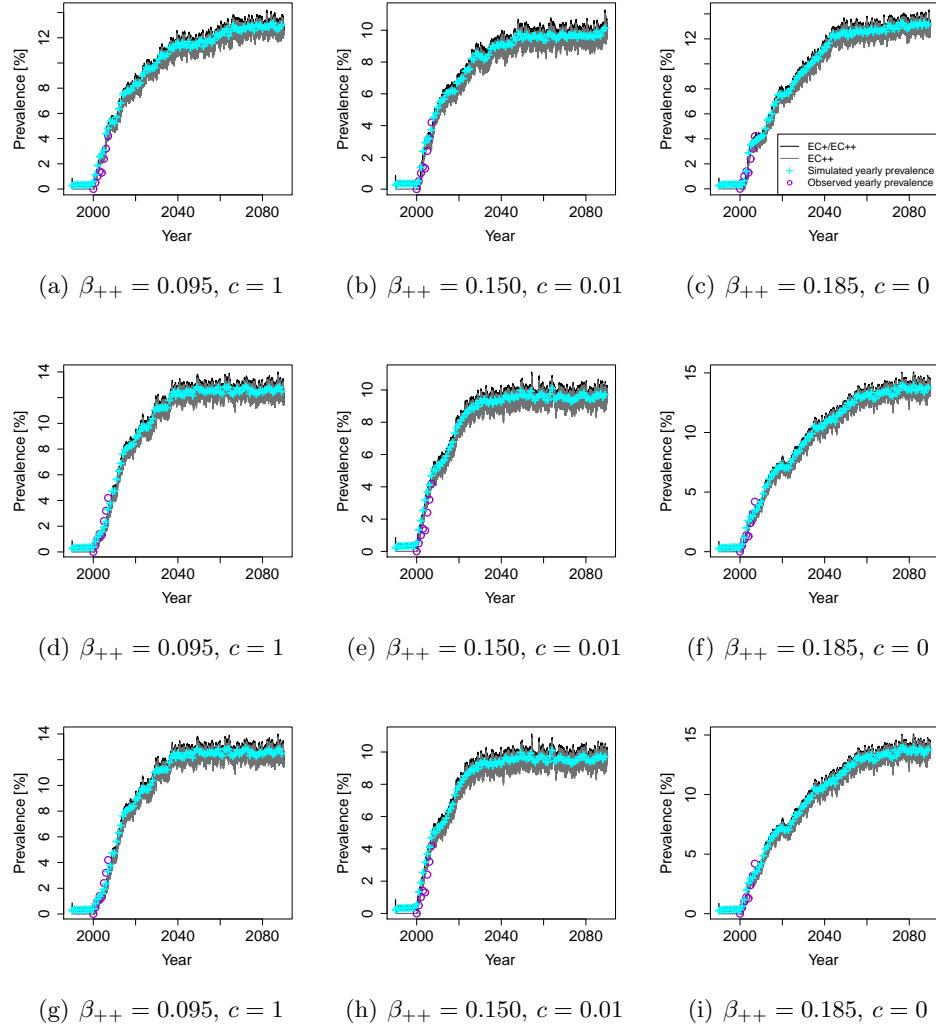 Prevalence [%]
0 2 4 6 8 10 12
2000 2040 2080
Year
(a) β++ = 0.095, c = 1
Prevalence [%]
0 2 4 6 8 10
2000 2040 2080
Year
(b) β++ = 0.150, c = 0.01
Prevalence [%]
0 2 4 6 8 10 12
EC+/EC++
EC++
Simulated yearly prevalence
Observed yearly prevalence
2000 2040 2080
Year
(c) β++ = 0.185, c = 0
Prevalence [%]
0 2 4 6 8 10 12 14
2000 2040 2080
Year
(d) β++ = 0.095, c = 1
Prevalence [%]
0 2 4 6 8 10
2000 2040 2080
Year
(e) β++ = 0.150, c = 0.01
Prevalence [%]
0 5 10 15
2000 2040 2080
Year
(f) β++ = 0.185, c = 0
Prevalence [%]
0 2 4 6 8 10 12 14
2000 2040 2080
Year
(g) β++ = 0.095, c = 1
Prevalence [%]
0 2 4 6 8 10
2000 2040 2080
Year
(h) β++ = 0.150, c = 0.01
Prevalence [%]
0 5 10 15
2000 2040 2080
Year
(i) β++ = 0.185, c = 0